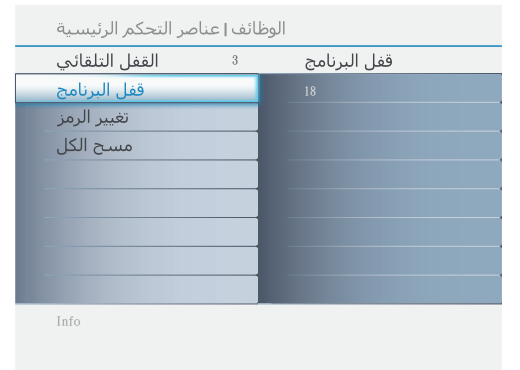 الوظائف | عناصر التحكم الرئيسية
القفل التلقائي 3 قفل البرنامج
قفل البرنامج 18
تغيير الرمز
مسح الكل
Info